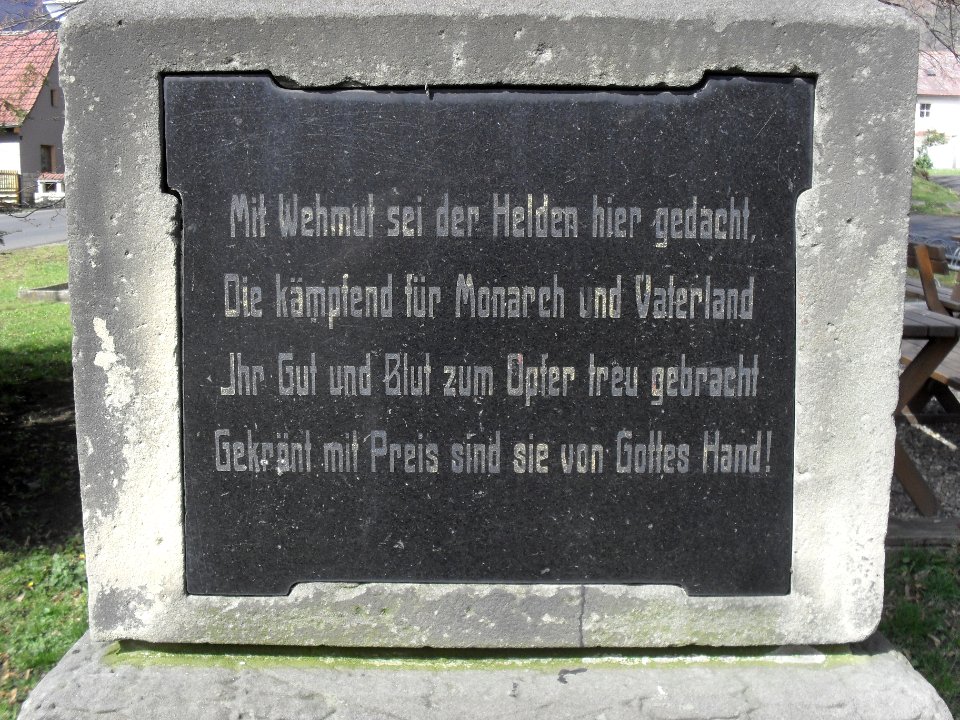 Mit Wehmut sei der Helden hier gedacht,
Die kämpfend für Monarch und Vaterland
Ihr Gut und Blut zum Opfer treu gebracht
Gekränt mit Preis sind sie von Gottes Hand!